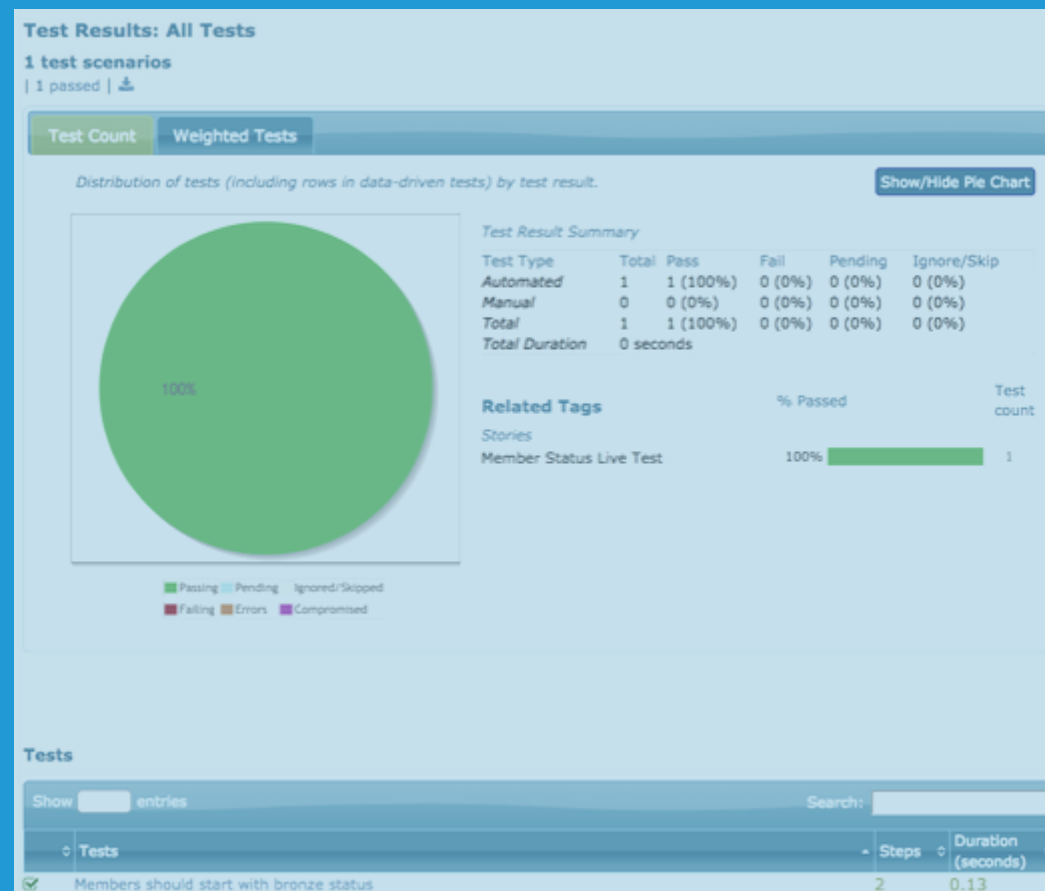 Test Results: All Tests
1 test scenarios
| 1 passed |
Test Count Weighted Tests
Distribution of tests (including rows in data-driven tests) by test result.
Show/Hide Pie Chart
100%
Passing Pending Ignored/Skipped
Failing Errors Compromised
Test Result Summary
Test Type Total Pass Fail Pending Ignore/Skip
Automated 1 1 (100%) 0 (0%) 0 (0%) 0 (0%)
Manual 0 0 (0%) 0 (0%) 0 (0%) 0 (0%)
Total 1 1 (100%) 0 (0%) 0 (0%) 0 (0%)
Total Duration 0 seconds
Related Tags % Passed Test count
Stories
Member Status Live Test 100% 1
Tests
Show entries Search:
Tests Steps Duration (seconds)
Members should start with bronze status 2 0.13